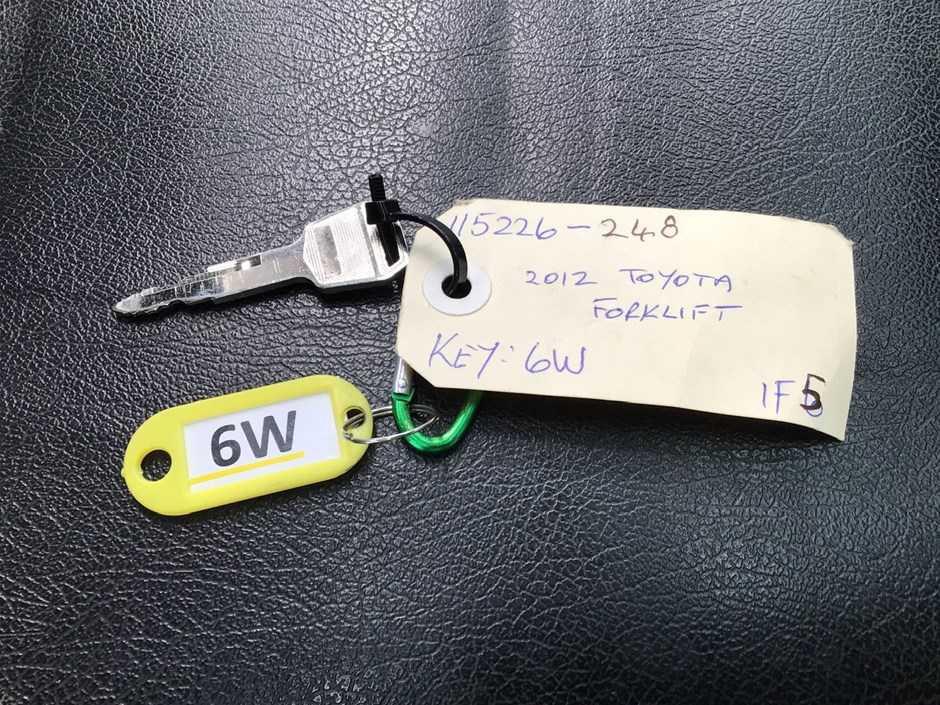 115226-248
2012 TOYOTA
FORKLIFT
KEY: 6W
1F5
6W